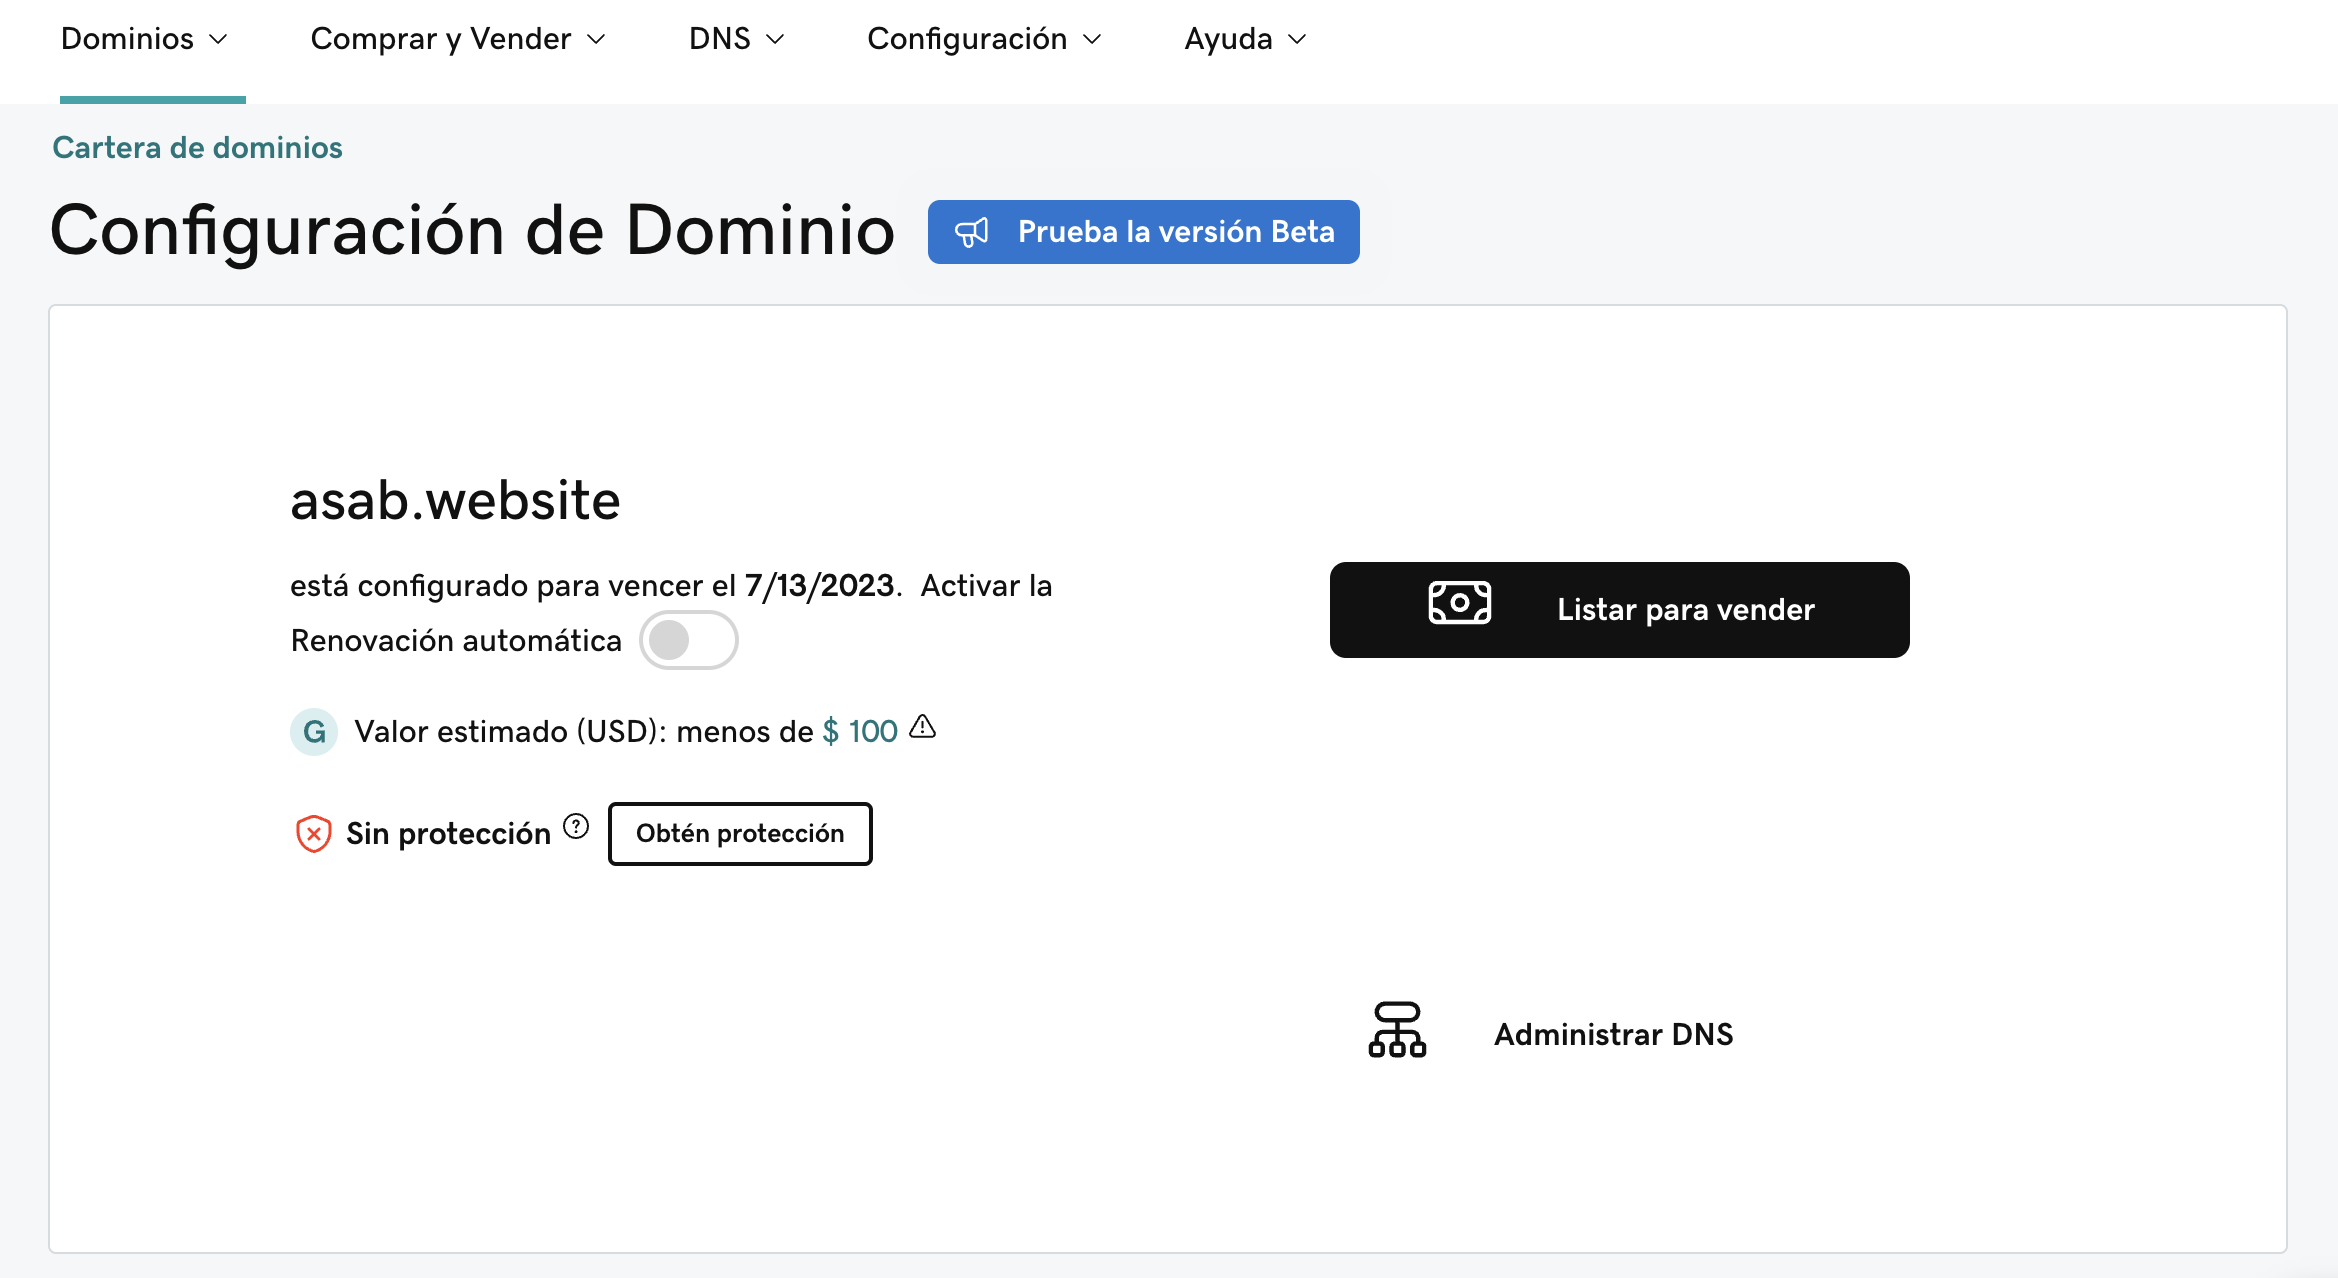 Dominios
Comprar y Vender
DNS
Configuración
Ayuda
Cartera de dominios
Configuración de Dominio
Prueba la versión Beta
asab.website
está configurado para vencer el 7/13/2023. Activar la
Renovación automática
Listar para vender
G Valor estimado (USD): menos de $ 100
Sin protección ?
Obtén protección
Administrar DNS